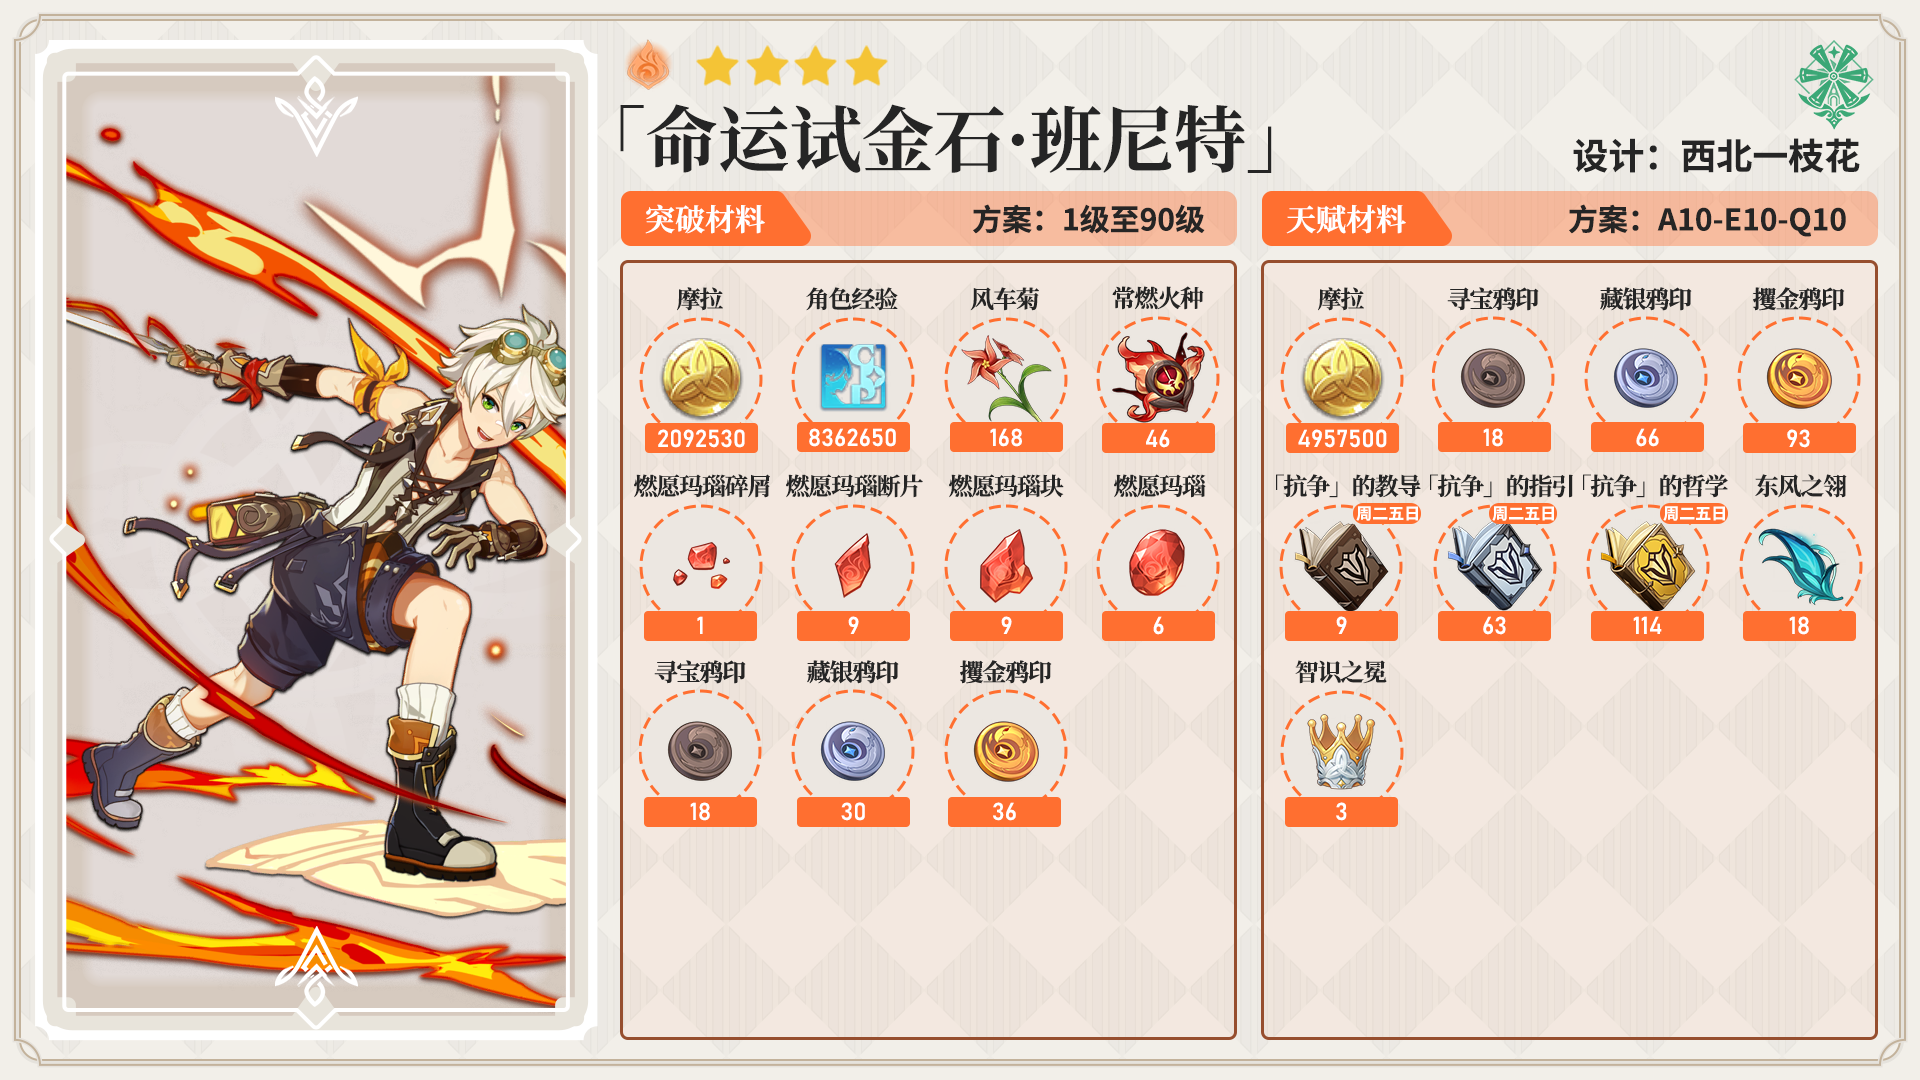 「命运试金石·班尼特」
设计：西北一枝花
突破材料 方案：1级至90级
摩拉 角色经验 风车菊 常燃火种
2092530 8362650 168 46
燃愿玛瑙碎屑 燃愿玛瑙断片 燃愿玛瑙块 燃愿玛瑙
1 9 9 6
寻宝鸦印 藏银鸦印 攫金鸦印
18 30 36
天赋材料 方案：A10-E10-Q10
摩拉 寻宝鸦印 藏银鸦印 攫金鸦印
4957500 18 66 93
「抗争」的教导 「抗争」的指引 「抗争」的哲学 东风之翎
周二五日 周二五日 周二五日
9 63 114 18
智识之冕
3